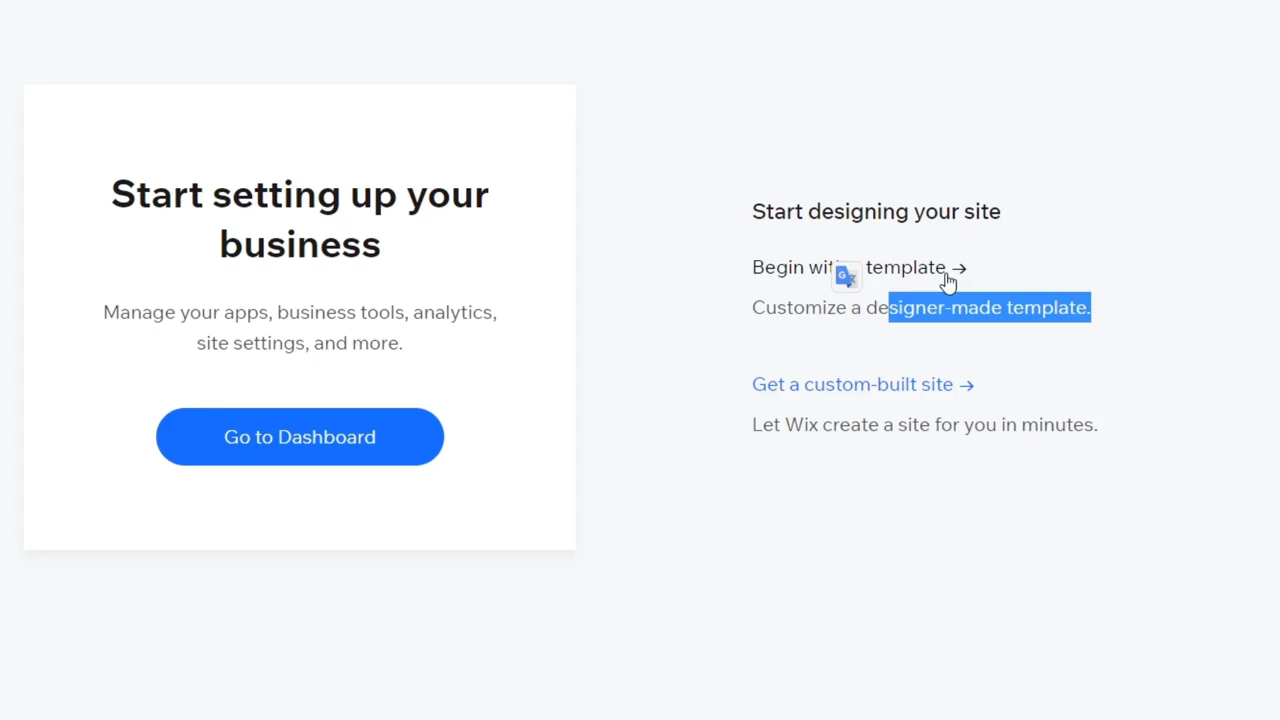 Start setting up your
business
Manage your apps, business tools, analytics,
site settings, and more.
Go to Dashboard
Start designing your site
Begin wit template →
Customize a designer-made template.
Get a custom-built site →
Let Wix create a site for you in minutes.